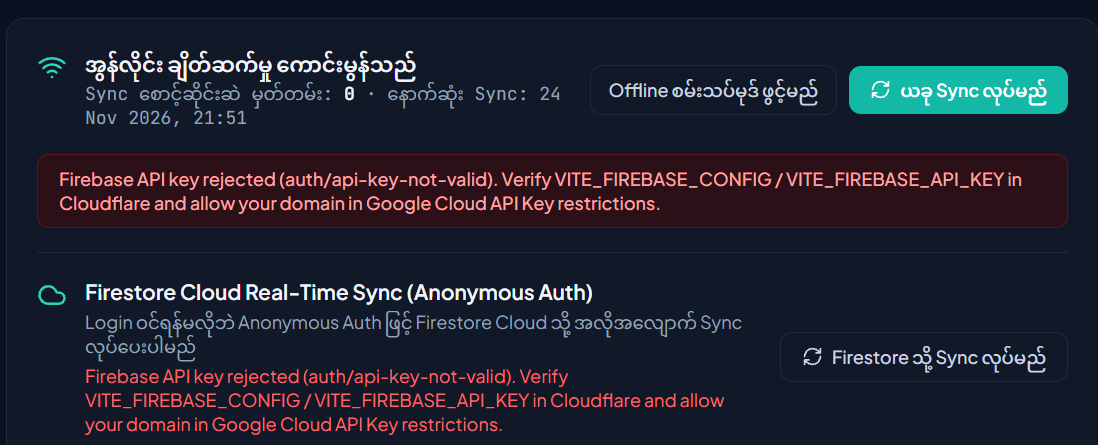 အွန်လိုင်း ချိတ်ဆက်မှု ကောင်းမွန်သည်
Sync စောင့်ဆိုင်းဆဲ မှတ်တမ်း: 0 · နောက်ဆုံး Sync: 24
Nov 2026, 21:51
Offline စမ်းသပ်မုဒ် ဖွင့်မည်
ယခု Sync လုပ်မည်
Firebase API key rejected (auth/api-key-not-valid). Verify VITE_FIREBASE_CONFIG / VITE_FIREBASE_API_KEY in
Cloudflare and allow your domain in Google Cloud API Key restrictions.
Firestore Cloud Real-Time Sync (Anonymous Auth)
Login ဝင်ရန်မလိုဘဲ Anonymous Auth ဖြင့် Firestore Cloud သို့ အလိုအလျောက် Sync
လုပ်ပေးပါမည်
Firebase API key rejected (auth/api-key-not-valid). Verify
VITE_FIREBASE_CONFIG / VITE_FIREBASE_API_KEY in Cloudflare and allow
your domain in Google Cloud API Key restrictions.
Firestore သို့ Sync လုပ်မည်